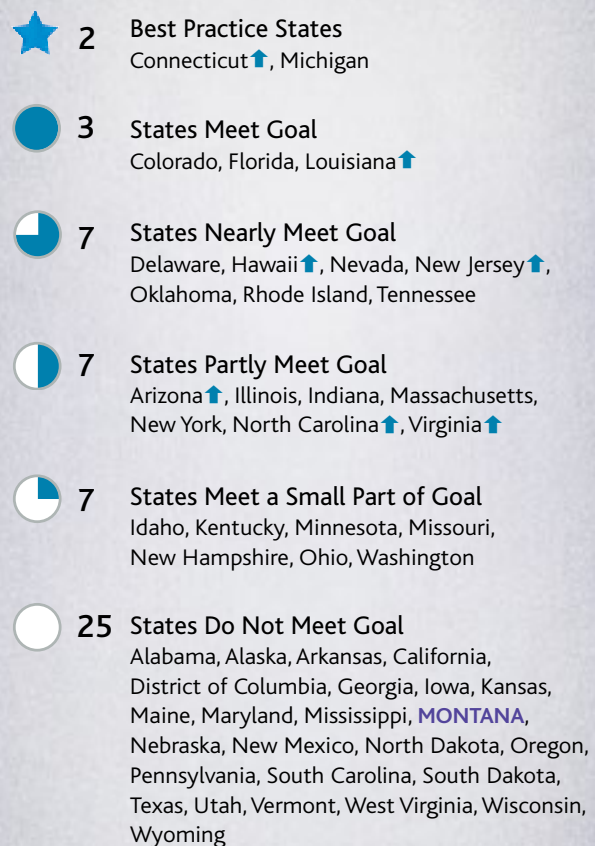 2 Best Practice States
Connecticut⬆, Michigan
3 States Meet Goal
Colorado, Florida, Louisiana⬆
7 States Nearly Meet Goal
Delaware, Hawaii⬆, Nevada, New Jersey⬆,
Oklahoma, Rhode Island, Tennessee
7 States Partly Meet Goal
Arizona⬆, Illinois, Indiana, Massachusetts,
New York, North Carolina⬆, Virginia⬆
7 States Meet a Small Part of Goal
Idaho, Kentucky, Minnesota, Missouri,
New Hampshire, Ohio, Washington
25 States Do Not Meet Goal
Alabama, Alaska, Arkansas, California,
District of Columbia, Georgia, Iowa, Kansas,
Maine, Maryland, Mississippi, MONTANA,
Nebraska, New Mexico, North Dakota, Oregon,
Pennsylvania, South Carolina, South Dakota,
Texas, Utah, Vermont, West Virginia, Wisconsin,
Wyoming